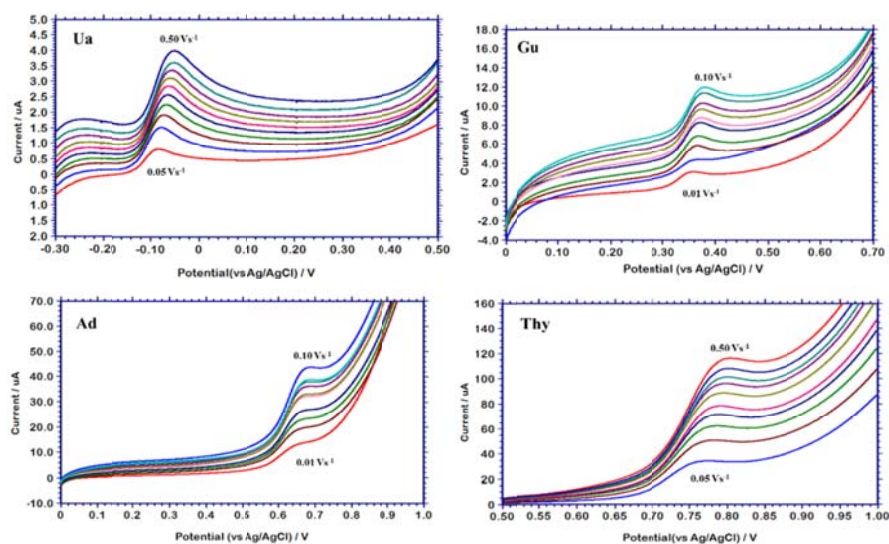 Ua
0.50 Vs-1
0.05 Vs-1
5.0
4.5
4.0
3.5
3.0
2.5
2.0
1.5
1.0
0.5
0
0.5
1.0
1.5
2.0
Current / uA
-0.30 -0.20 -0.10 0 0.10 0.20 0.30 0.40 0.50
Potential(vsAg/AgCl) / V
Gu
0.10 Vs-1
0.01 Vs-1
18.0
16.0
14.0
12.0
10.0
8.0
6.0
4.0
2.0
0
-2.0
-4.0
Current / uA
0 0.10 0.20 0.30 0.40 0.50 0.60 0.70
Potential (vs Ag/AgCl) / V
Ad
0.10 Vs-1
0.01 Vs-1
70.0
60.0
50.0
40.0
30.0
20.0
10.0
0
-10.0
Current / uA
0 0.1 0.2 0.3 0.4 0.5 0.6 0.7 0.8 0.9 1.0
Potential (vs Ag/AgCl) / V
Thy
0.50 Vs-1
0.05 Vs-1
160
140
120
100
80
60
40
20
0
Current / uA
0.50 0.55 0.60 0.65 0.70 0.75 0.80 0.85 0.90 0.95 1.00
Potential (vs Ag/AgCl) / V